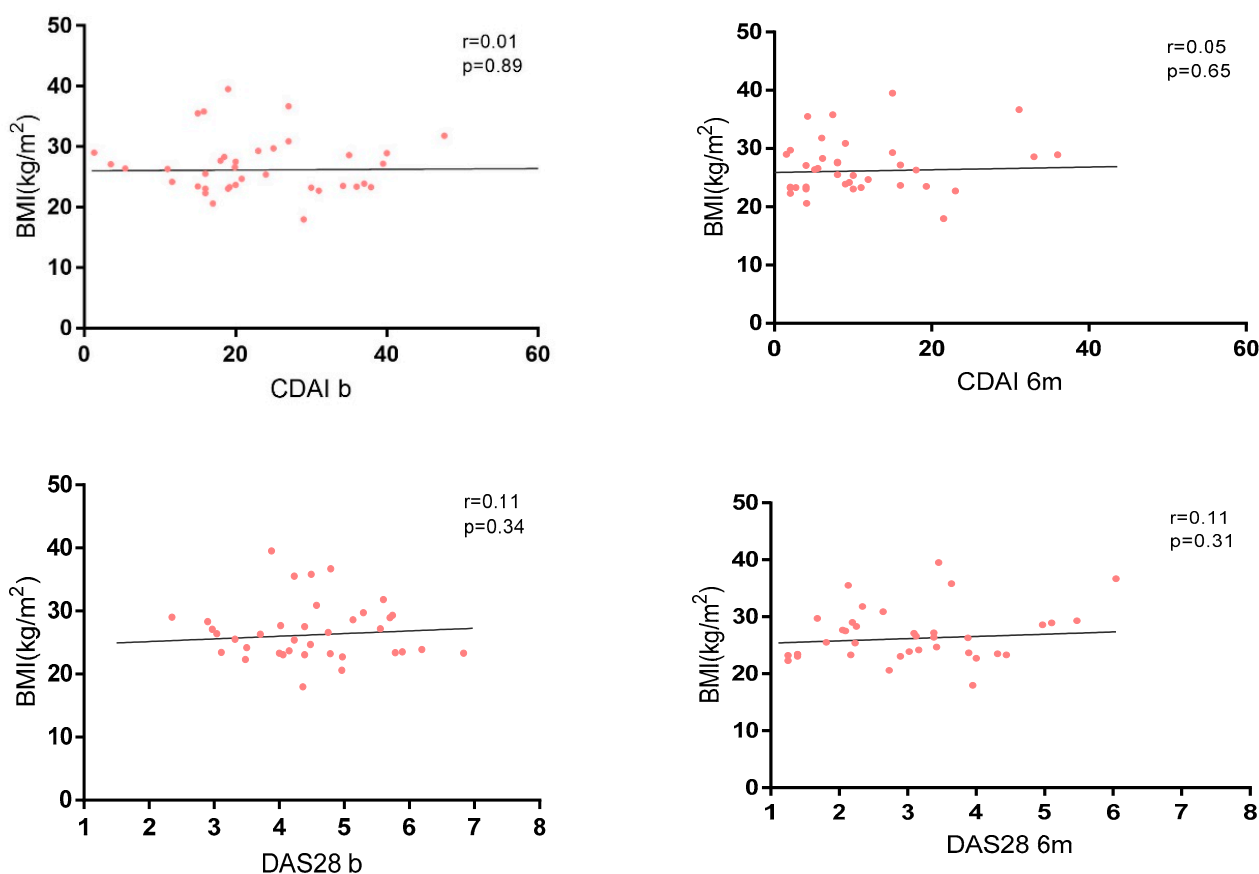 50
r=0.01
p=0.89
40
30
20
10
0
BMI(kg/m²)
0 20 40 60
CDAI b
50
r=0.05
p=0.65
40
30
20
10
0
BMI(kg/m²)
0 20 40 60
CDAI 6m
50
r=0.11
p=0.34
40
30
20
10
0
BMI(kg/m²)
1 2 3 4 5 6 7 8
DAS28 b
50
r=0.11
p=0.31
40
30
20
10
0
BMI(kg/m²)
1 2 3 4 5 6 7 8
DAS28 6m